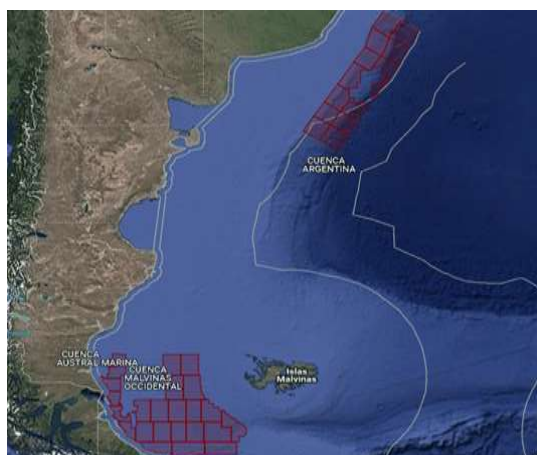 CUENCA
ARGENTINA
CUENCA
AUSTRAL MARINA
CUENCA
MALVINAS
OCCIDENTAL
Islas
Malvinas